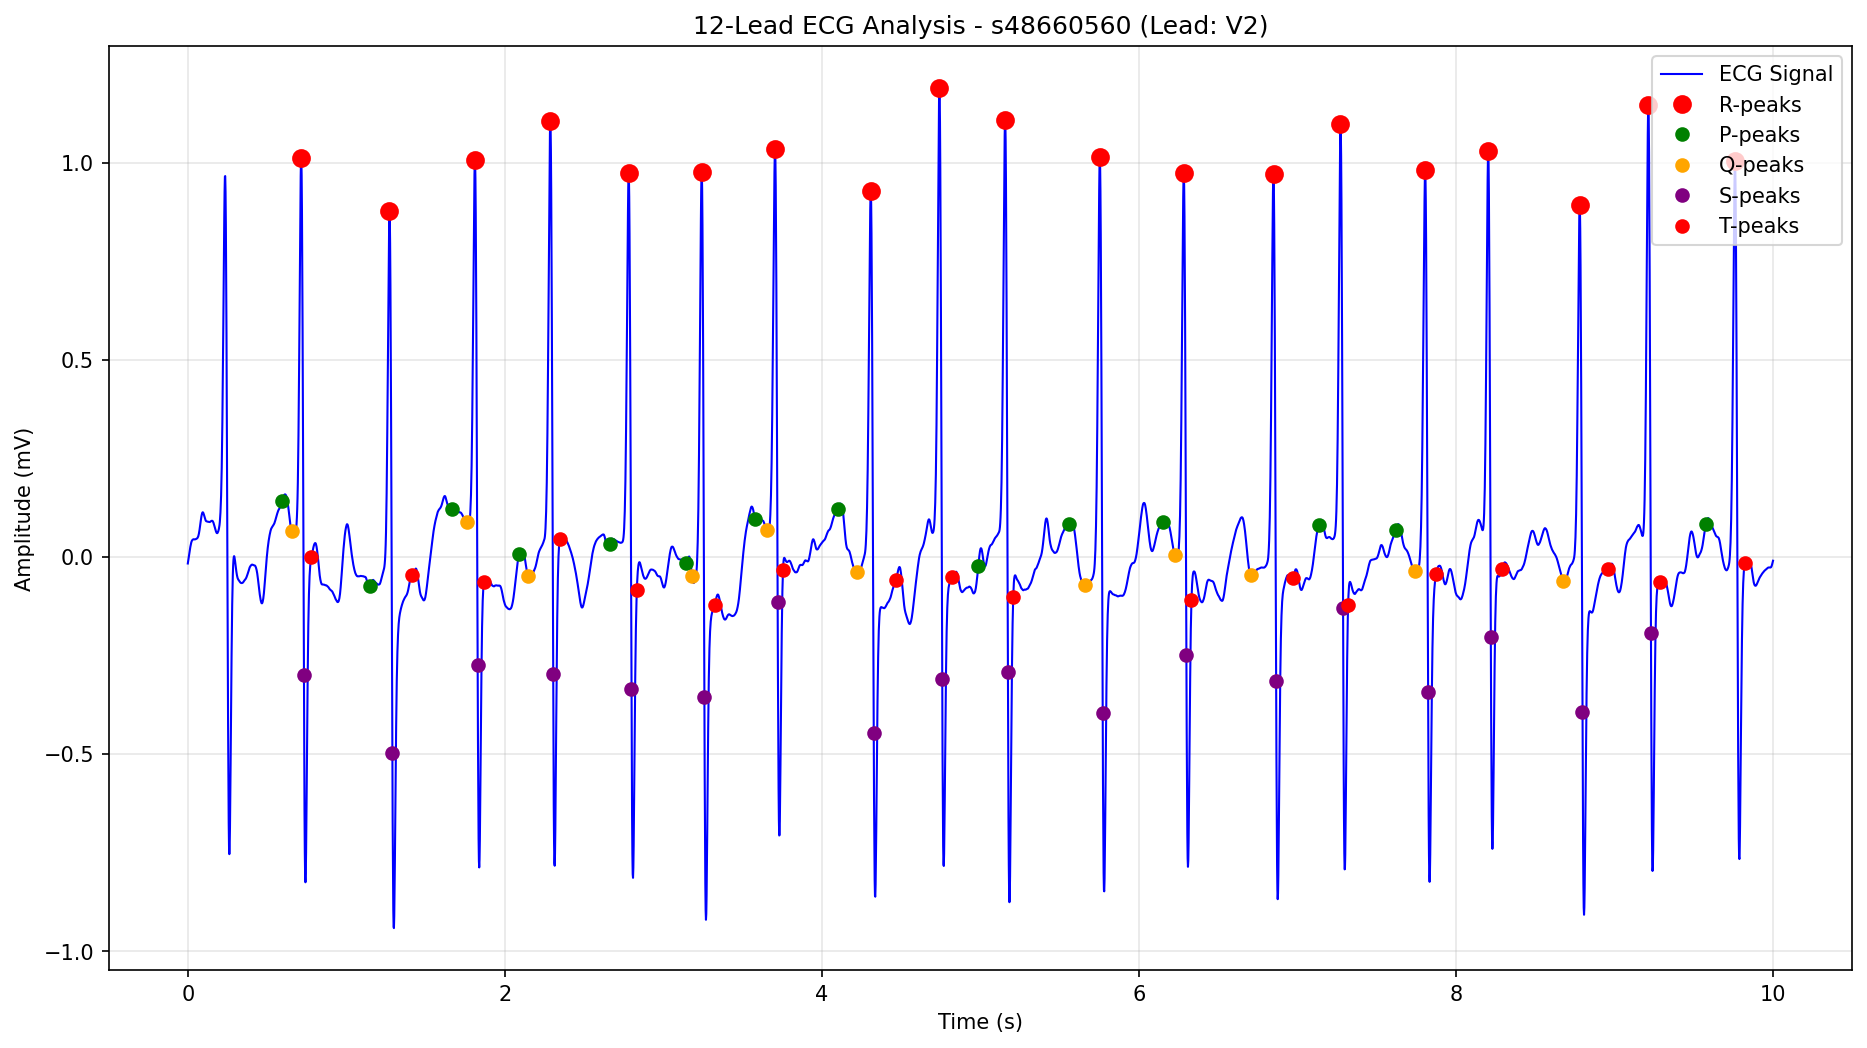 12-Lead ECG Analysis - s48660560 (Lead: V2)
ECG Signal
R-peaks
P-peaks
Q-peaks
S-peaks
T-peaks
Amplitude (mV)
1.0
0.5
0.0
−0.5
−1.0
0 2 4 6 8 10
Time (s)